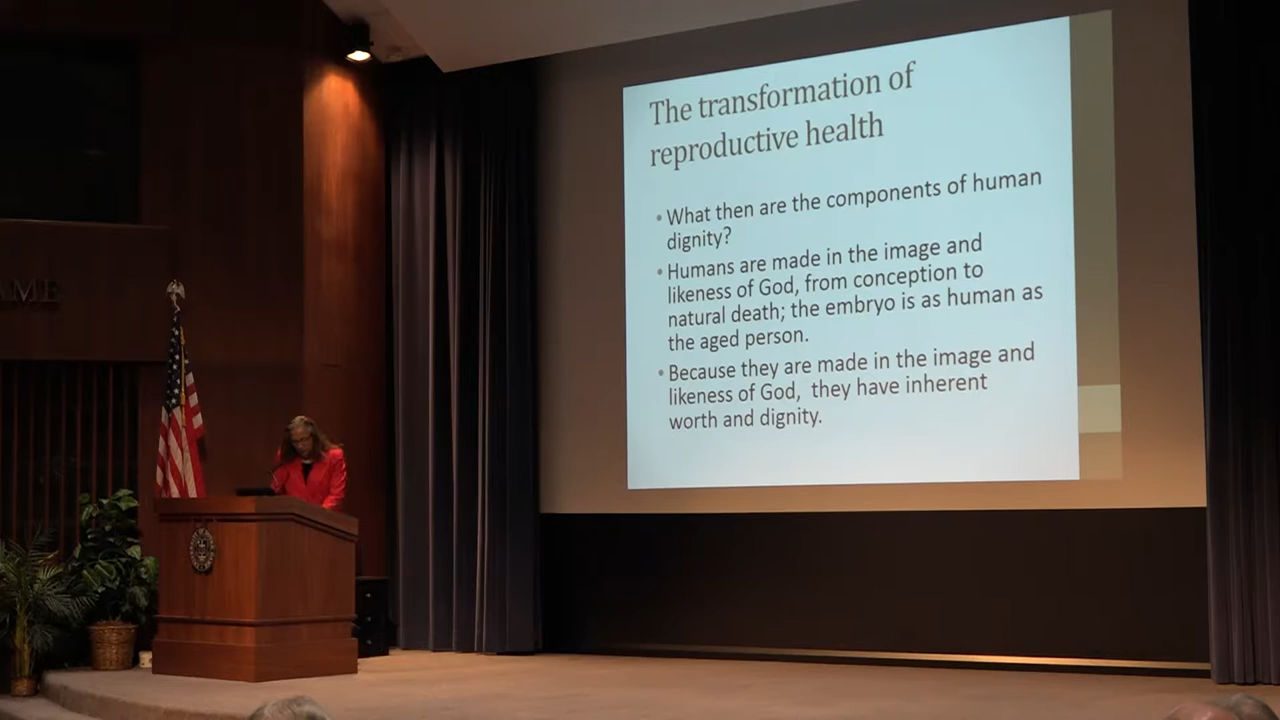 The transformation of
reproductive health
• What then are the components of human
dignity?
• Humans are made in the image and
likeness of God, from conception to
natural death; the embryo is as human as
the aged person.
• Because they are made in the image and
likeness of God, they have inherent
worth and dignity.
AME